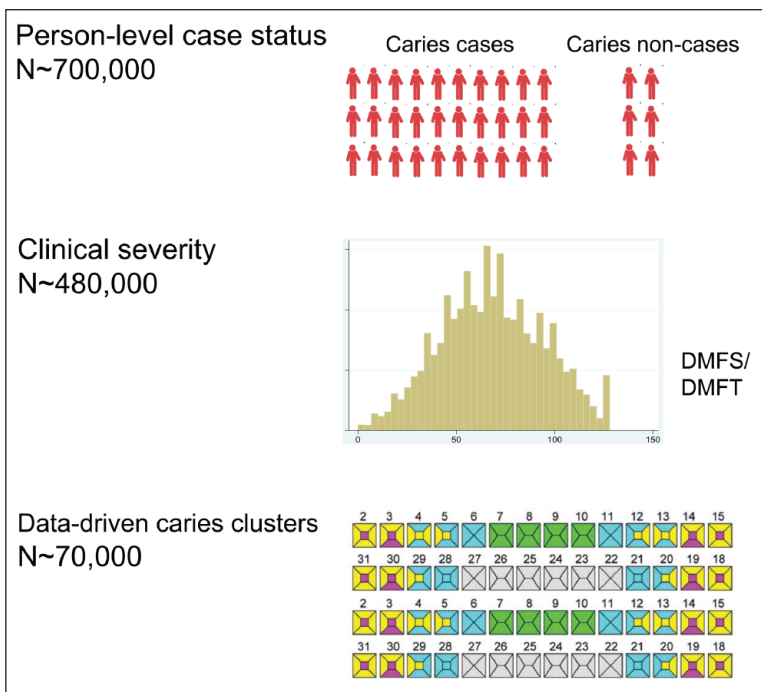 Person-level case status
N~700,000
Caries cases
Caries non-cases
Clinical severity
N~480,000
DMFS/
DMFT
0 50 100 150
Data-driven caries clusters
N~70,000
2 3 4 5 6 7 8 9 10 11 12 13 14 15
31 30 29 28 27 26 25 24 23 22 21 20 19 18
2 3 4 5 6 7 8 9 10 11 12 13 14 15
31 30 29 28 27 26 25 24 23 22 21 20 19 18